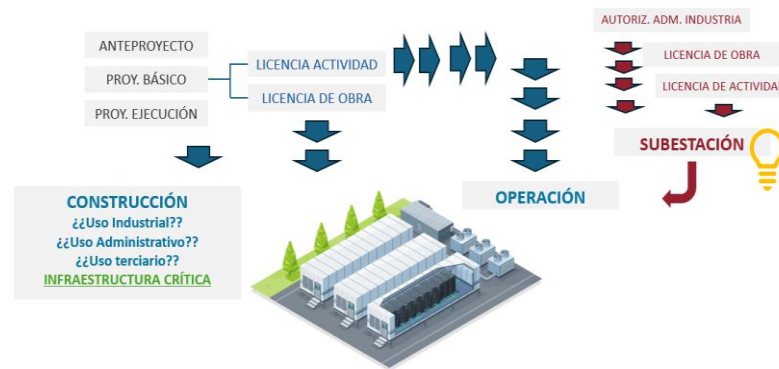 ANTEPROYECTO
PROY. BÁSICO
PROY. EJECUCIÓN
LICENCIA ACTIVIDAD
LICENCIA DE OBRA
AUTORIZ. ADM. INDUSTRIA
LICENCIA DE OBRA
LICENCIA DE ACTIVIDAD
SUBESTACIÓN
CONSTRUCCIÓN
¿¿Uso Industrial??
¿¿Uso Administrativo??
¿¿Uso terciario??
INFRAESTRUCTURA CRÍTICA
OPERACIÓN